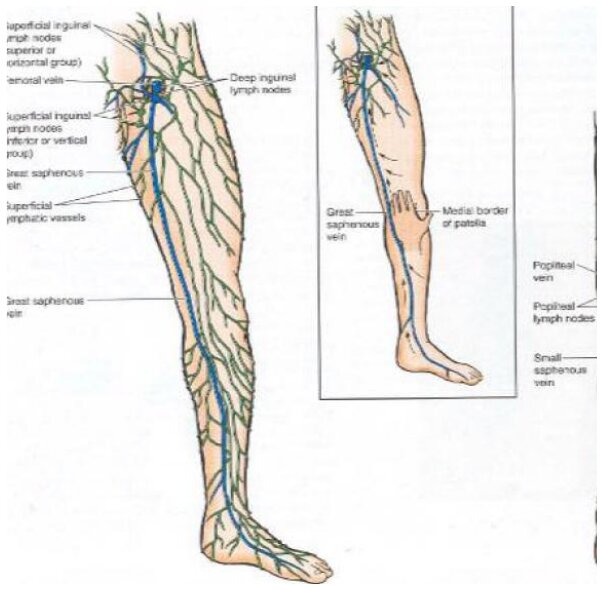 Superficial inguinal
lymph nodes
(superior or
horizontal group)
Femoral vein
Superficial inguinal
lymph nodes
(inferior or vertical
group)
Great saphenous
vein
Superficial
lymphatic vessels
Great saphenous
vein
Deep inguinal
lymph nodes
Great
saphenous
vein
Medial border
of patella
Popliteal
vein
Popliteal
lymph nodes
Small
saphenous
vein